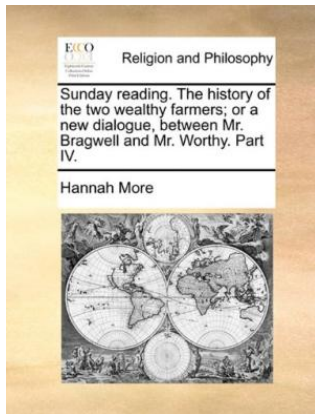 ECCO
Religion and Philosophy
Sunday reading. The history of
the two wealthy farmers; or a
new dialogue, between Mr.
Bragwell and Mr. Worthy. Part
IV.
Hannah More